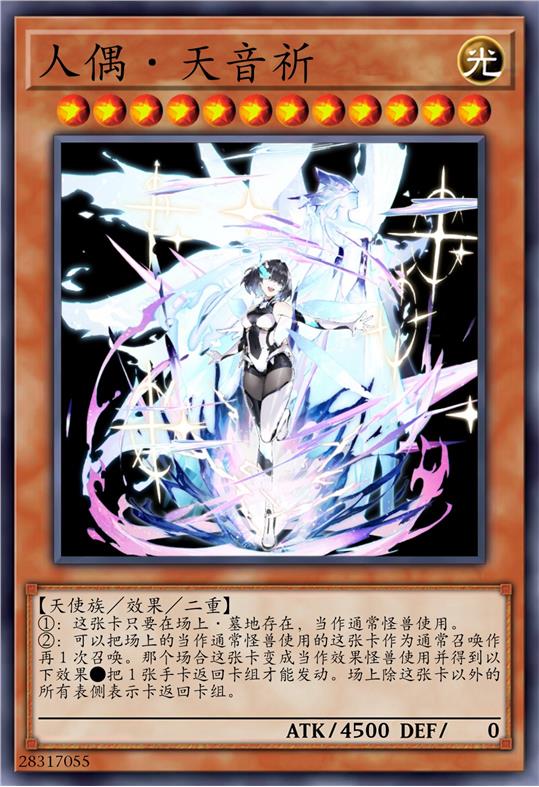 人偶·天音祈
光
【天使族／效果／二重】
①：这张卡只要在场上·墓地存在，当作通常怪兽使用。
②：可以把场上的当作通常怪兽使用的这张卡作为通常召唤作
再1次召唤。那个场合这张卡变成当作效果怪兽使用并得到以
下效果●把1张手卡返回卡组才能发动。场上除这张卡以外的
所有表侧表示卡返回卡组。
ATK/4500 DEF/ 0
28317055